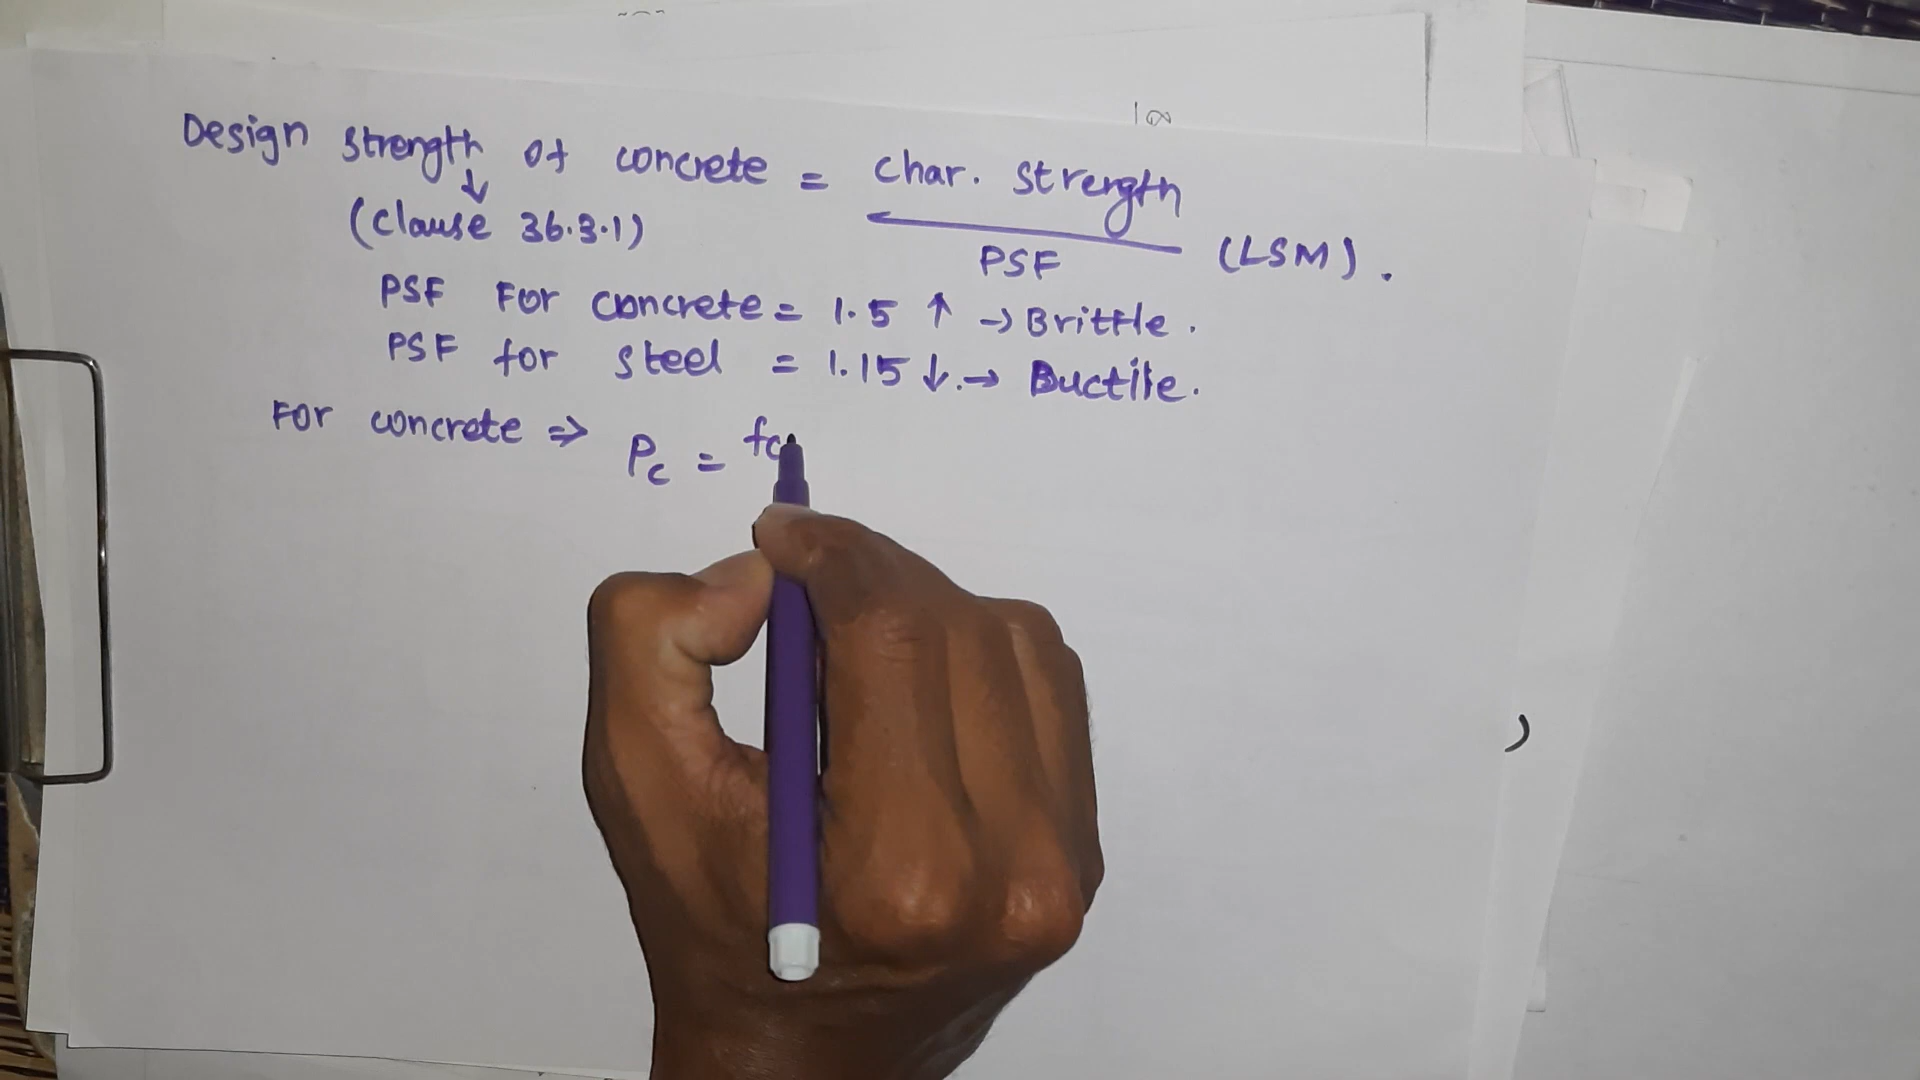 Design strength of concrete = Char. Strength
↓
(Clause 36.3.1)
PSF (LSM).
PSF For concrete = 1.5 ↑ → Brittle.
PSF for steel = 1.15 ↓. → Ductile.
For concrete ⇒ Pc = fc